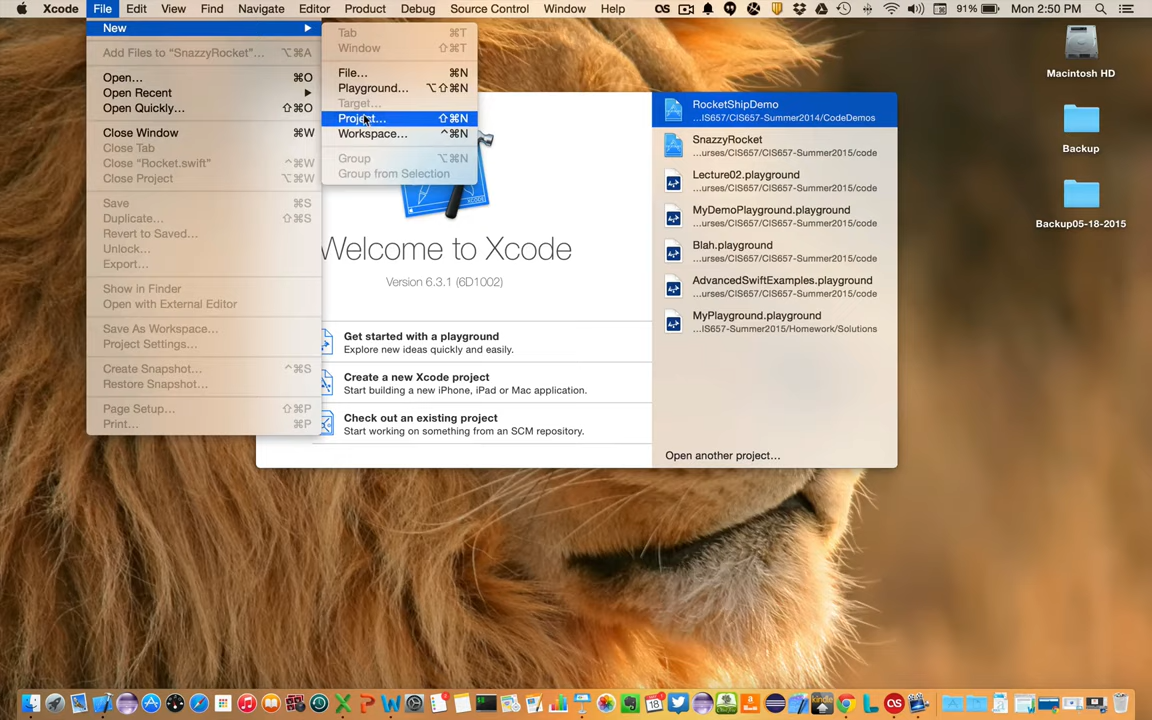 Xcode File Edit View Find Navigate Editor Product Debug Source Control Window Help 91% Mon 2:50 PM
New
Add Files to “SnazzyRocket”... ⌥⌘A
Open... ⌘O
Open Recent
Open Quickly... ⇧⌘O
Close Window ⌘W
Close Tab
Close “Rocket.swift” ^⌘W
Close Project ⌥⌘W
Save ⌘S
Duplicate... ⇧⌘S
Revert to Saved...
Unlock...
Export...
Show in Finder
Open with External Editor
Save As Workspace...
Project Settings...
Create Snapshot... ^⌘S
Restore Snapshot...
Page Setup... ⇧⌘P
Print... ⌘P
Tab ⌘T
Window ⇧⌘T
File... ⌘N
Playground... ⌥⇧⌘N
Target...
Project... ⇧⌘N
Workspace... ^⌘N
Group ⌥⌘N
Group from Selection
Welcome to Xcode
Version 6.3.1 (6D1002)
Get started with a playground
Explore new ideas quickly and easily.
Create a new Xcode project
Start building a new iPhone, iPad or Mac application.
Check out an existing project
Start working on something from an SCM repository.
RocketShipDemo
...IS657/CIS657-Summer2014/CodeDemos
SnazzyRocket
...urses/CIS657/CIS657-Summer2015/code
Lecture02.playground
...urses/CIS657/CIS657-Summer2015/code
MyDemoPlayground.playground
...urses/CIS657/CIS657-Summer2015/code
Blah.playground
...urses/CIS657/CIS657-Summer2015/code
AdvancedSwiftExamples.playground
...urses/CIS657/CIS657-Summer2015/code
MyPlayground.playground
...IS657-Summer2015/Homework/Solutions
Open another project...
Macintosh HD
Backup
Backup05-18-2015